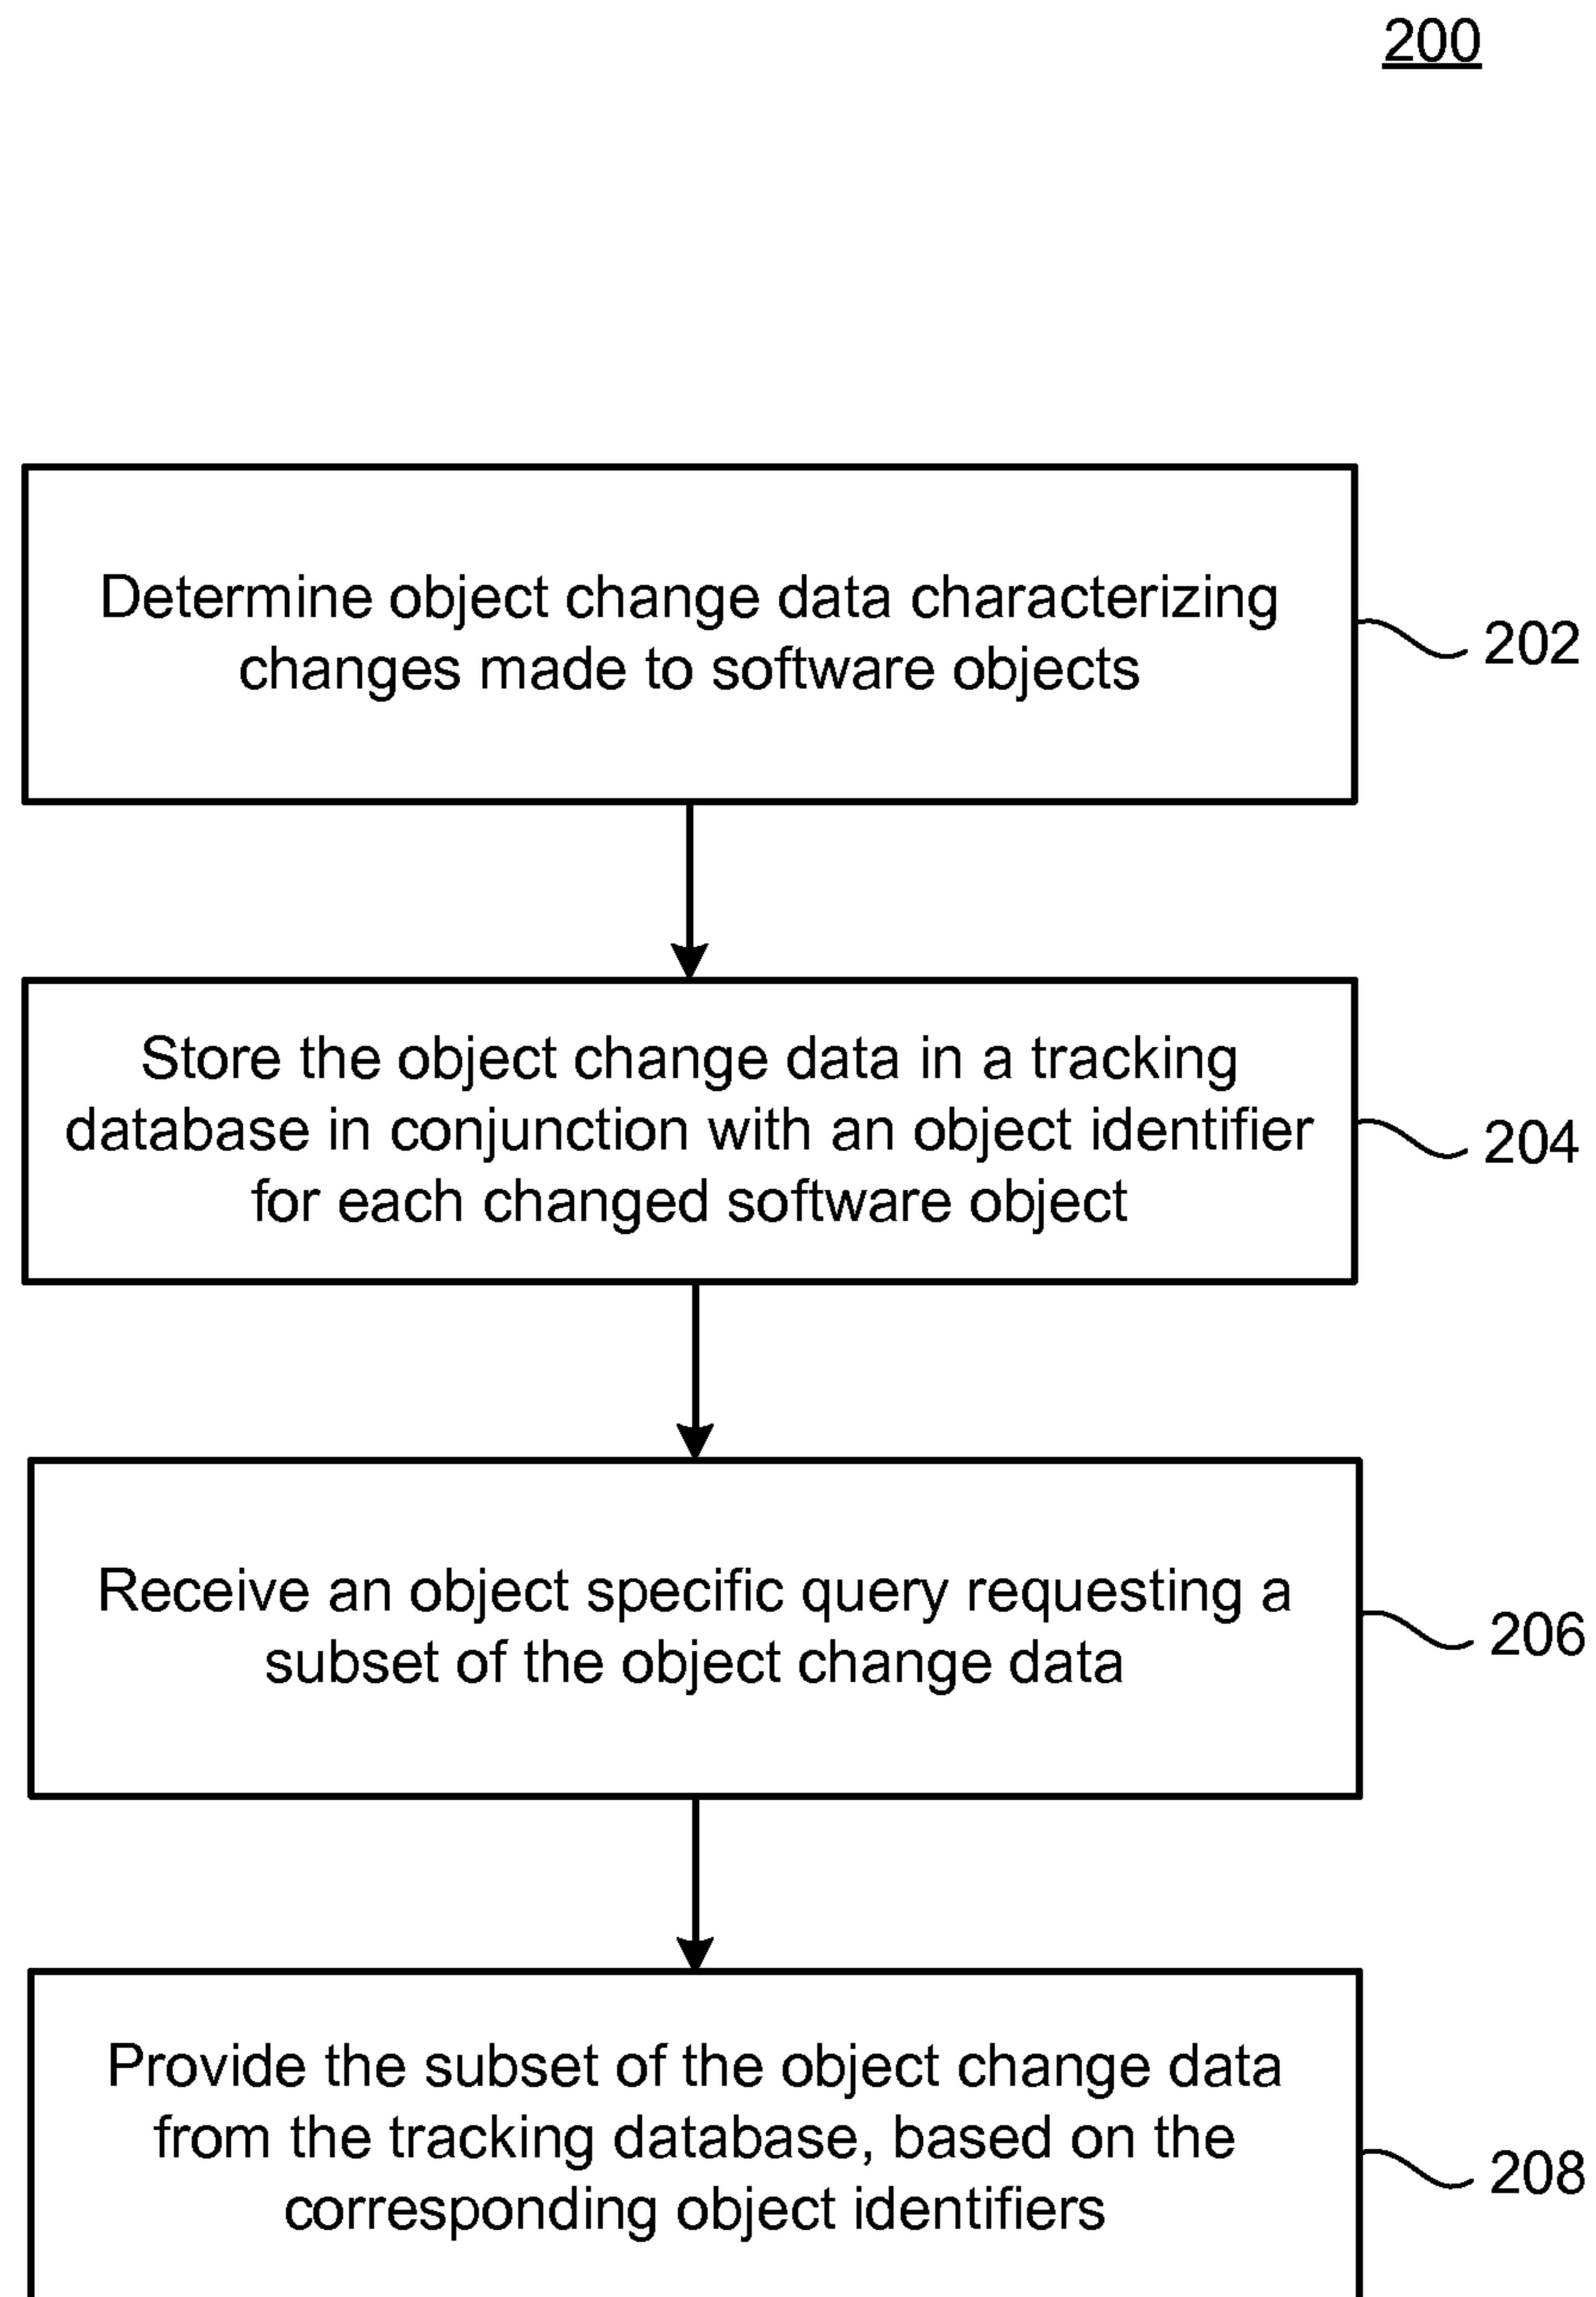 200
Determine object change data characterizing
changes made to software objects
202
Store the object change data in a tracking
database in conjunction with an object identifier
for each changed software object
204
Receive an object specific query requesting a
subset of the object change data
206
Provide the subset of the object change data
from the tracking database, based on the
corresponding object identifiers
208